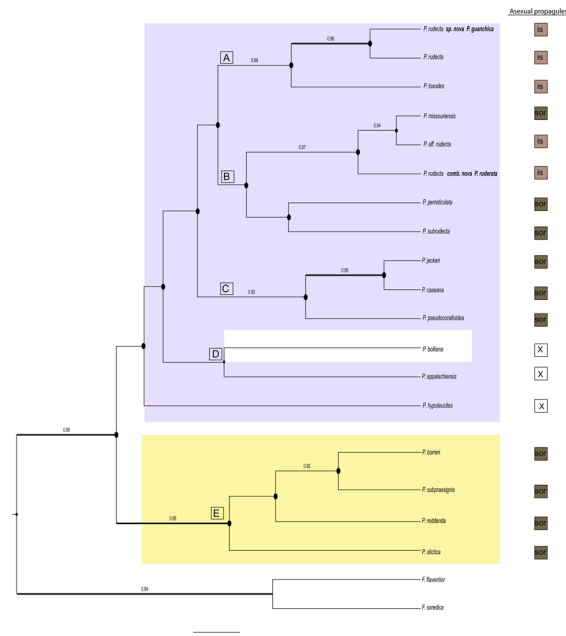 Asexual propagules
P. rudecta sp. nova P. guanchica is
0.96
A 0.99 P. rudecta is
P. toxodes is
P. missouriensis sor
0.94
P. aff. rudecta is
0.97
B P. rudecta comb. nova P. ruderata is
P. perreticulata sor
P. subrudecta sor
P. jeckeri sor
0.95
C 0.92 P. caseana sor
P. pseudocoralloidea sor
P. bolliana X
D
P. appalachiensis X
P. hypoleucites X
0.95
P. borreri sor
0.92
P. subpraesignis sor
0.95 E P. reddenda sor
P. stictica sor
F. flaventior
0.99
F. soredica